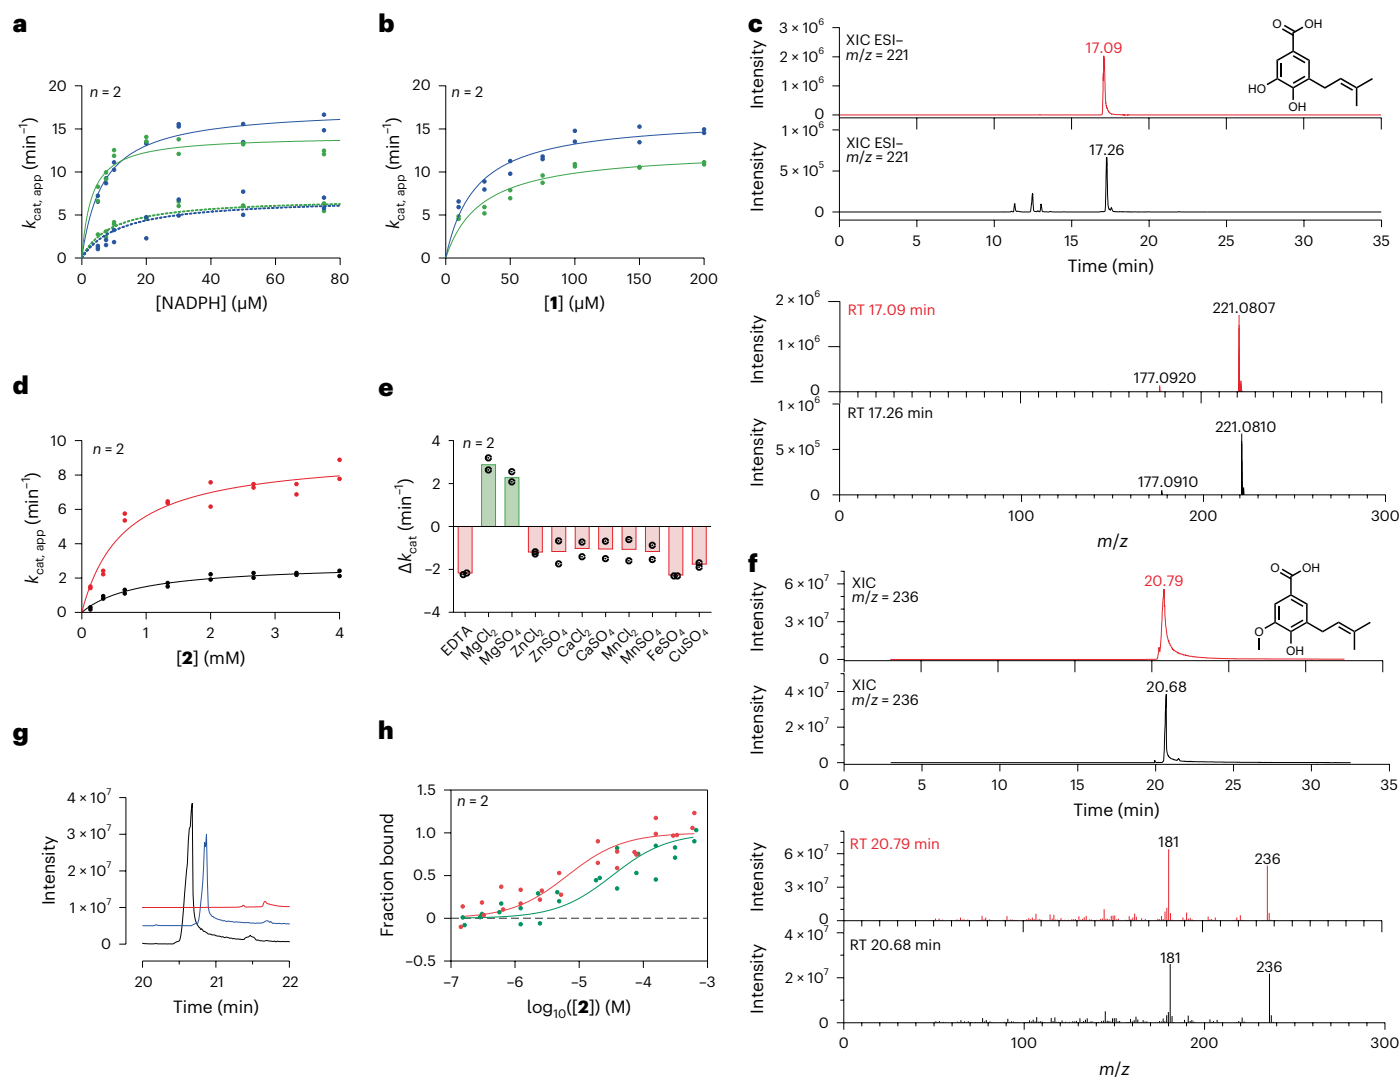 a
n = 2
20
15
10
5
0
k cat, app (min⁻¹)
0 20 40 60 80
[NADPH] (µM)
b
n = 2
20
15
10
5
0
k cat, app (min⁻¹)
0 50 100 150 200
[1] (µM)
c
XIC ESI–
m/z = 221
17.09
3 × 10⁶
2 × 10⁶
1 × 10⁶
0
Intensity
O
OH
HO
OH
XIC ESI–
m/z = 221
17.26
1 × 10⁶
5 × 10⁵
0
Intensity
0 5 10 15 20 25 30 35
Time (min)
RT 17.09 min
221.0807
177.0920
2 × 10⁶
1 × 10⁶
0
Intensity
RT 17.26 min
221.0810
177.0910
1 × 10⁶
5 × 10⁵
0
Intensity
0 100 200 300
m/z
d
n = 2
10
8
6
4
2
0
k cat, app (min⁻¹)
0 1 2 3 4
[2] (mM)
e
n = 2
4
2
0
−4
Δk cat (min⁻¹)
EDTA
MgCl₂
MgSO₄
ZnCl₂
ZnSO₄
CaCl₂
CaSO₄
MnCl₂
MnSO₄
FeSO₄
CuSO₄
f
XIC
m/z = 236
20.79
6 × 10⁷
3 × 10⁷
0
Intensity
O
OH
O
OH
XIC
m/z = 236
20.68
4 × 10⁷
2 × 10⁷
0
Intensity
0 5 10 15 20 25 30 35
Time (min)
RT 20.79 min
181
236
6 × 10⁷
3 × 10⁷
0
Intensity
RT 20.68 min
181
236
4 × 10⁷
2 × 10⁷
0
Intensity
0 100 200 300
m/z
g
4 × 10⁷
3 × 10⁷
2 × 10⁷
1 × 10⁷
0
Intensity
20 21 22
Time (min)
h
n = 2
1.5
1.0
0.5
0
−0.5
Fraction bound
−7 −6 −5 −4 −3
log₁₀([2]) (M)